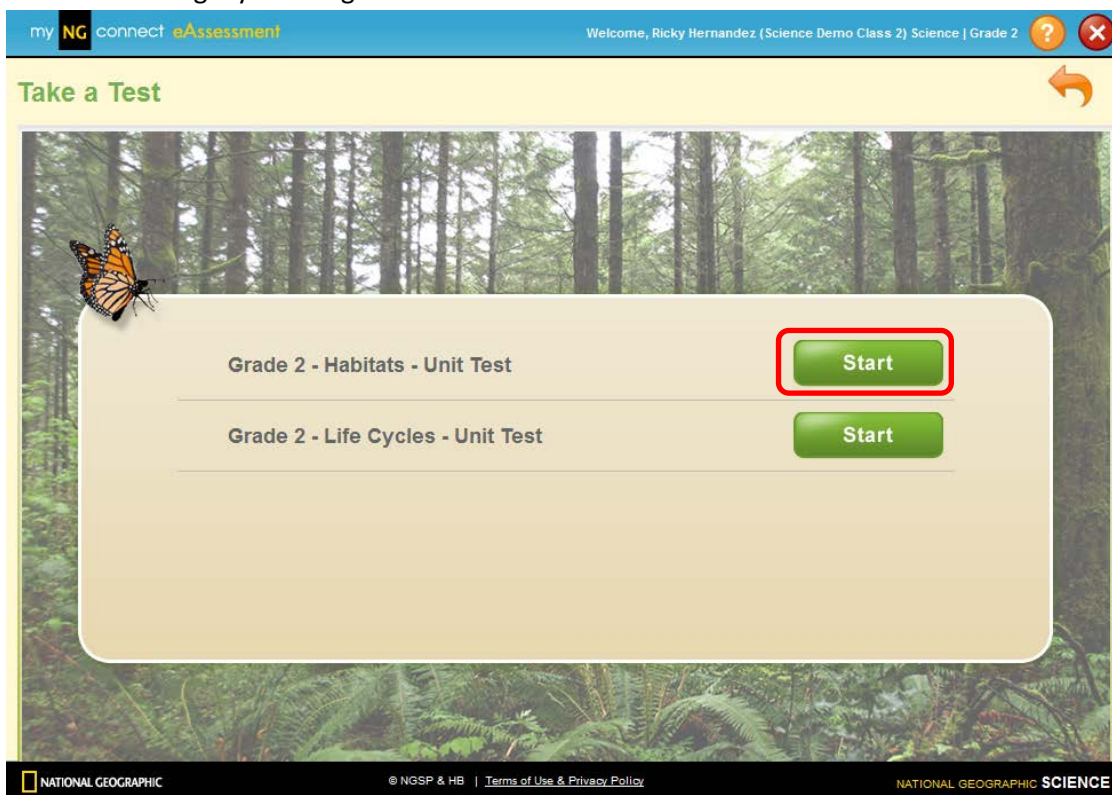 my NG connect eAssessment
Welcome, Ricky Hernandez (Science Demo Class 2) Science | Grade 2 ?
Take a Test
Grade 2 - Habitats - Unit Test Start
Grade 2 - Life Cycles - Unit Test Start
NATIONAL GEOGRAPHIC © NGSP & HB | Terms of Use & Privacy Policy NATIONAL GEOGRAPHIC SCIENCE